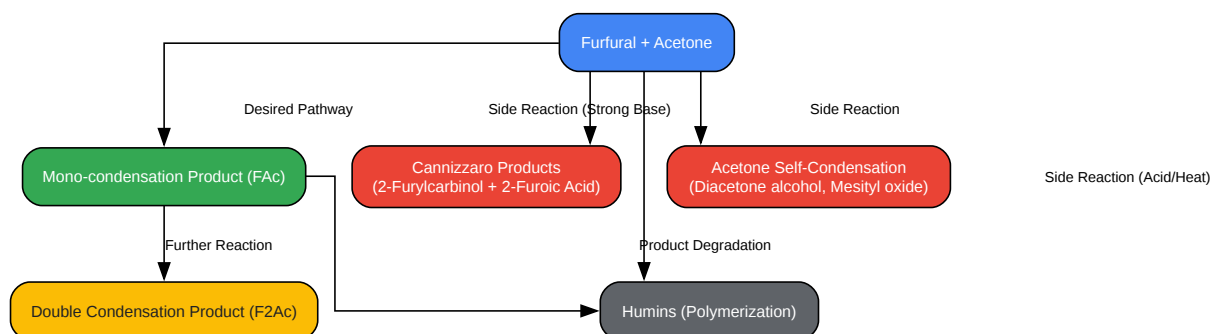 Furfural + Acetone
Desired Pathway
Side Reaction (Strong Base)
Side Reaction
Mono-condensation Product (FAc)
Cannizzaro Products
(2-Furylcarbinol + 2-Furoic Acid)
Acetone Self-Condensation
(Diacetone alcohol, Mesityl oxide)
Side Reaction (Acid/Heat)
Further Reaction
Product Degradation
Double Condensation Product (F2Ac)
Humins (Polymerization)